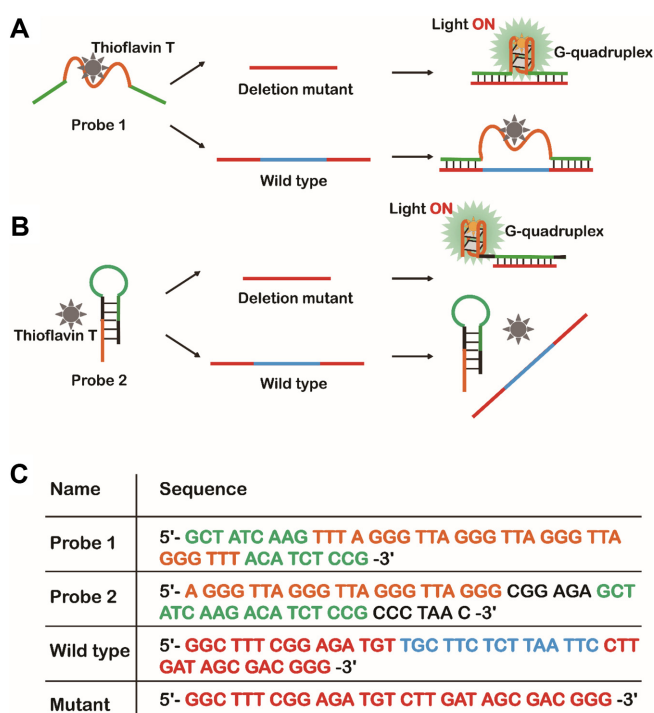 A
Thioflavin T
Probe 1
Deletion mutant
Wild type
Light ON
G-quadruplex
B
Thioflavin T
Probe 2
Deletion mutant
Wild type
Light ON
G-quadruplex
C
Name Sequence
Probe 1 5'- GCT ATC AAG TTT A GGG TTA GGG TTA GGG TTA
GGG TTT ACA TCT CCG -3'
Probe 2 5'- A GGG TTA GGG TTA GGG TTA GGG CGG AGA GCT
ATC AAG ACA TCT CCG CCC TAA C -3'
Wild type 5'- GGC TTT CGG AGA TGT TGC TTC TCT TAA TTC CTT
GAT AGC GAC GGG -3'
Mutant 5'- GGC TTT CGG AGA TGT CTT GAT AGC GAC GGG -3'